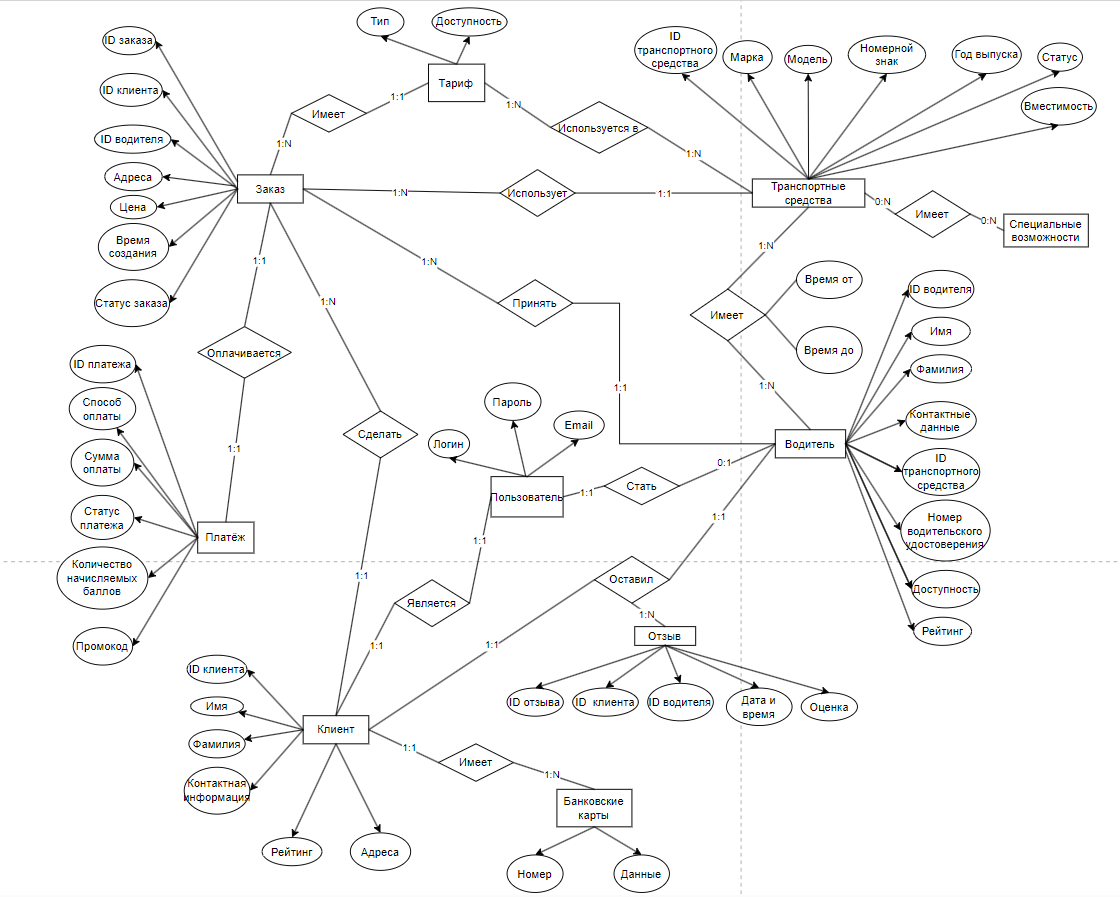 Тип
Доступность
ID заказа
ID
транспортного
средства
Марка
Модель
Номерной
знак
Год выпуска
Статус
ID клиента
Тариф
1:1
1:N
Вместимость
Имеет
Используется в
ID водителя
1:N
1:N
Адреса
Заказ
1:N
Использует
1:1
Транспортные
средства
0:N
Имеет
0:N
Специальные
возможности
Цена
Время
создания
1:1
1:N
1:N
Имеет
Время от
Время до
1:N
ID водителя
Имя
Фамилия
Контактные
данные
ID
транспортного
средства
Номер
водительского
удостоверения
Доступность
Рейтинг
Статус заказа
1:N
Принять
1:1
Оплачивается
ID платежа
Способ
оплаты
Сумма
оплаты
Статус
платежа
Количество
начисляемых
баллов
Промокод
1:1
Платёж
Сделать
1:1
Логин
Пароль
Email
Пользователь
1:1
Стать
0:1
Водитель
1:1
1:1
Является
1:1
Оставил
1:N
1:1
Отзыв
ID отзыва
ID клиента
ID водителя
Дата и
время
Оценка
ID клиента
Имя
Фамилия
Контактная
информация
Клиент
1:1
Имеет
1:N
Банковские
карты
Рейтинг
Адреса
Номер
Данные